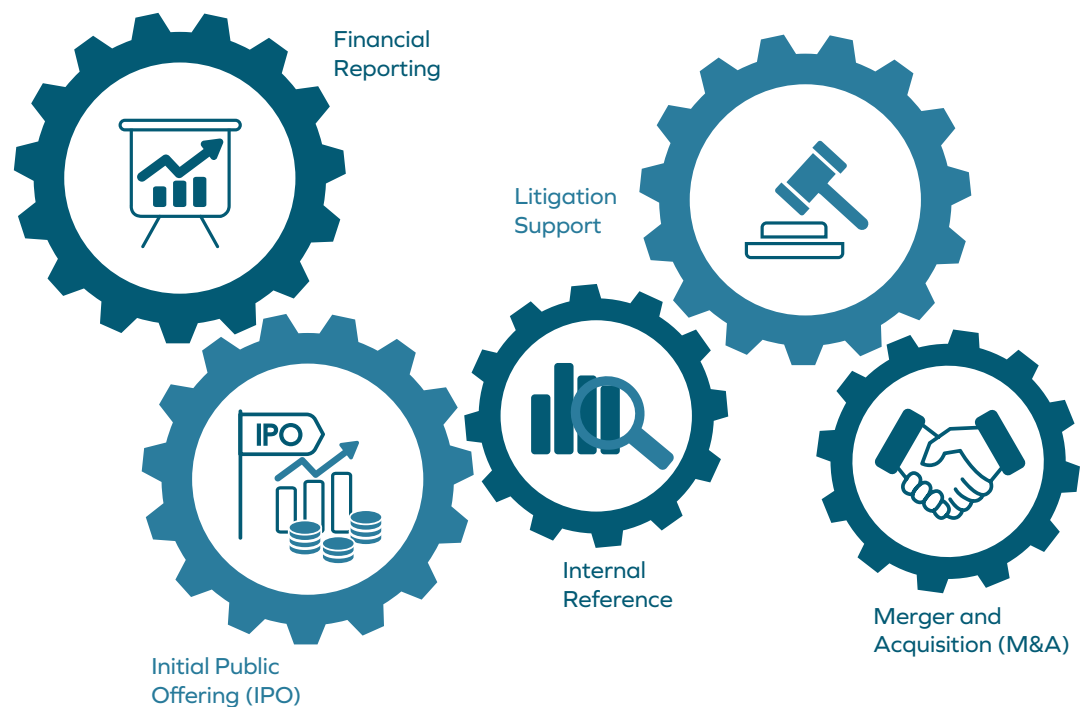 Financial
Reporting
Litigation
Support
IPO
Internal
Reference
Merger and
Acquisition (M&A)
Initial Public
Offering (IPO)